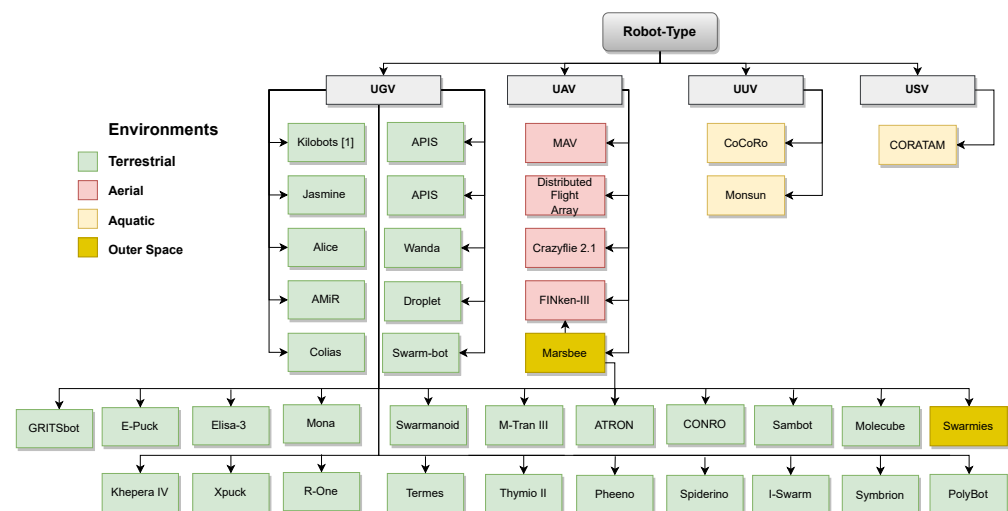 Robot-Type
UGV
UAV
UUV
USV
Environments
Terrestrial
Aerial
Aquatic
Outer Space
Kilobots [1]
APIS
MAV
CoCoRo
CORATAM
Jasmine
APIS
Distributed
Flight
Array
Monsun
Alice
Wanda
Crazyflie 2.1
AMiR
Droplet
FINken-III
Colias
Swarm-bot
Marsbee
GRITSbot
E-Puck
Elisa-3
Mona
Swarmanoid
M-Tran III
ATRON
CONRO
Sambot
Molecube
Swarmies
Khepera IV
Xpuck
R-One
Termes
Thymio II
Pheeno
Spiderino
I-Swarm
Symbrion
PolyBot